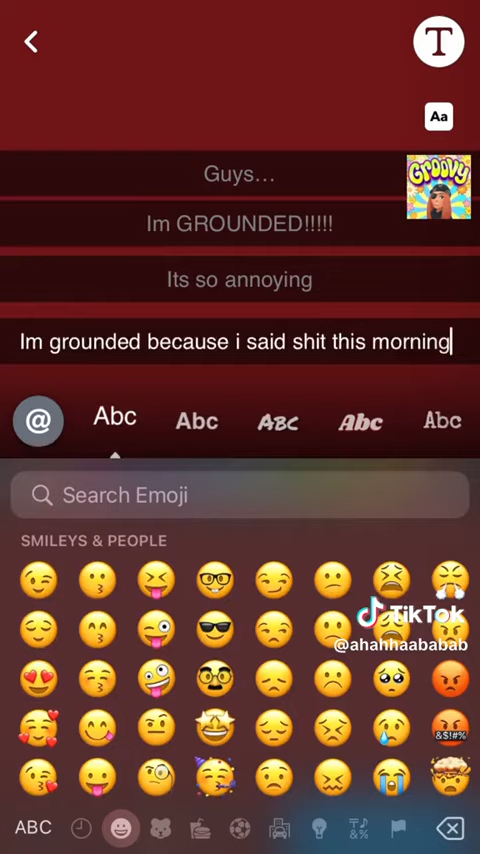 T
Aa
Guys...
GROOVY
Im GROUNDED!!!!!
Its so annoying
Im grounded because i said shit this morning
@ Abc Abc ABC Abc Abc
Search Emoji
SMILEYS & PEOPLE
TikTok
@ahahhaababab
&$!#%
ABC
&%